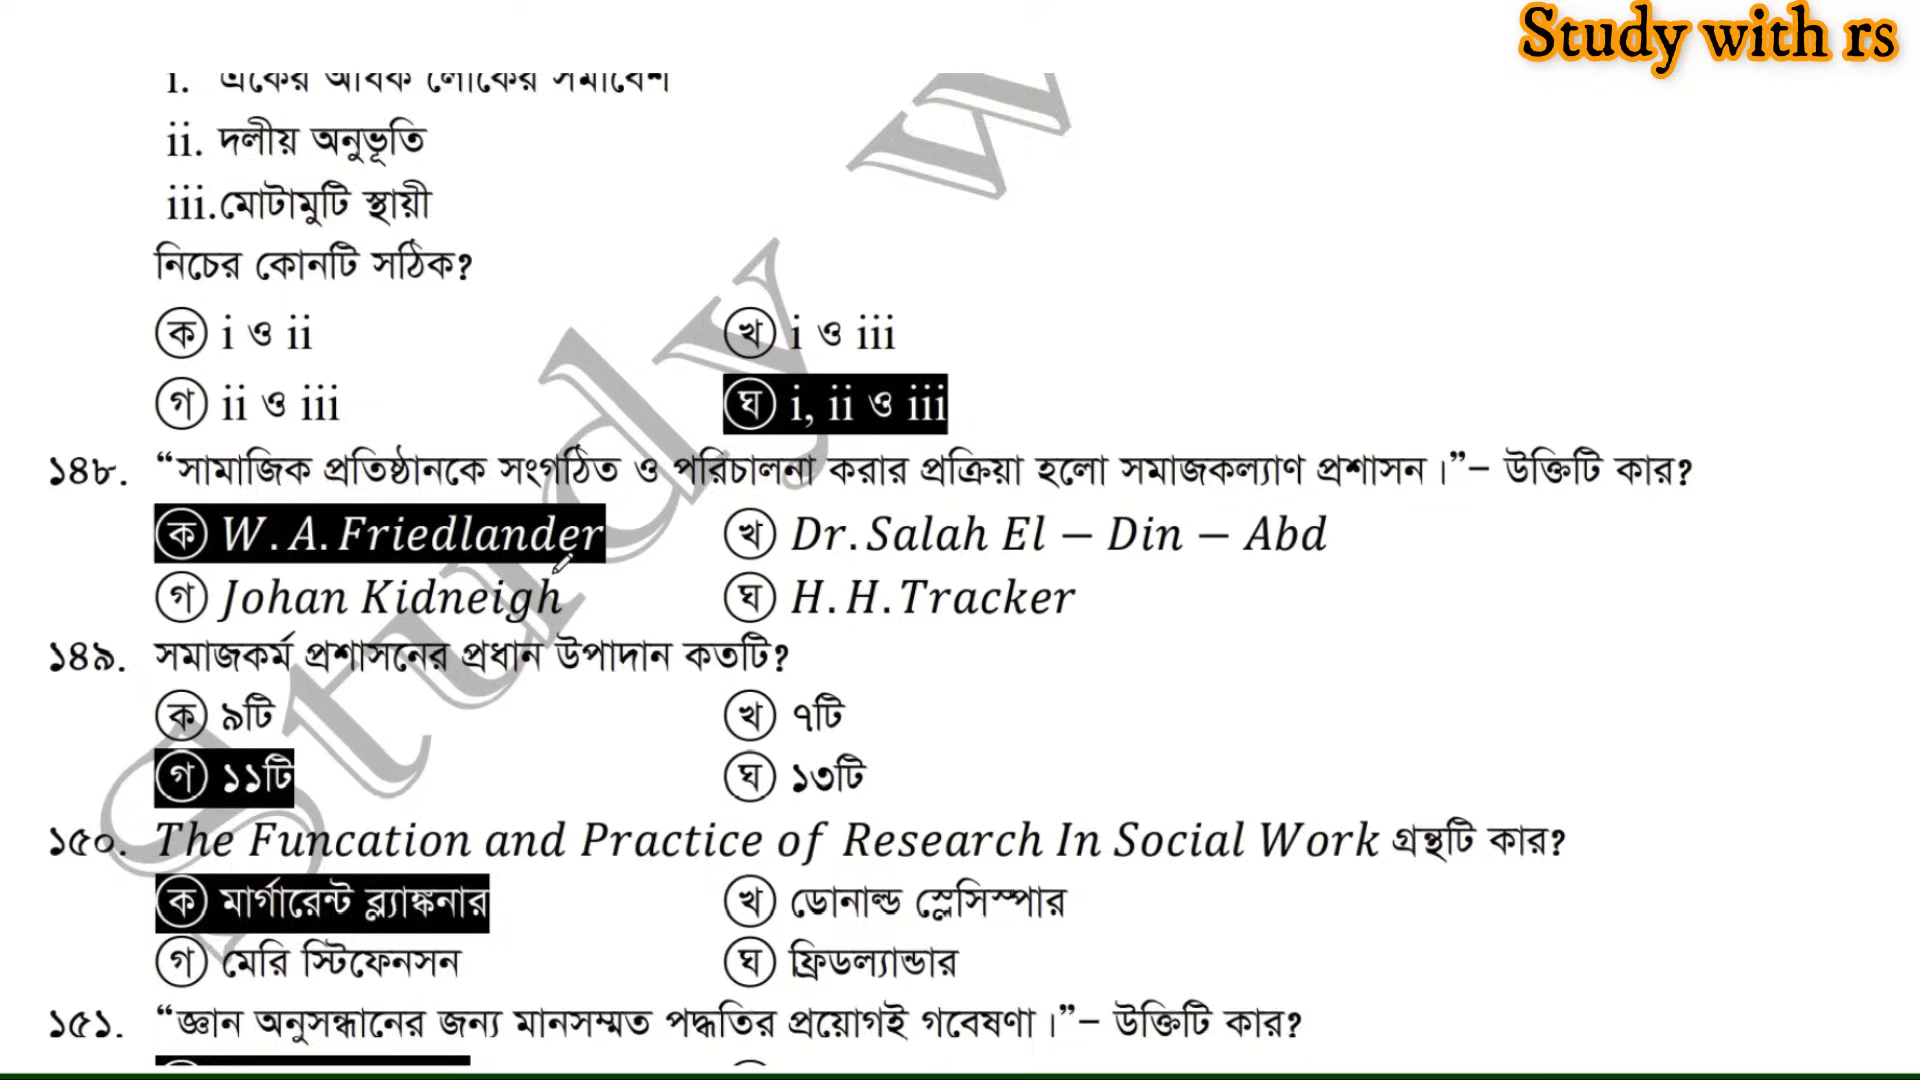 Study with rs
i. একের অধিক লোকের সমাবেশ
ii. দলীয় অনুভূতি
iii.মোটামুটি স্থায়ী
নিচের কোনটি সঠিক?
ক i ও ii খ i ও iii
গ ii ও iii ঘ i, ii ও iii
১৪৮. “সামাজিক প্রতিষ্ঠানকে সংগঠিত ও পরিচালনা করার প্রক্রিয়া হলো সমাজকল্যাণ প্রশাসন।”– উক্তিটি কার?
ক W.A.Friedlander খ Dr.Salah El – Din – Abd
গ Johan Kidneigh ঘ H.H.Tracker
১৪৯. সমাজকর্ম প্রশাসনের প্রধান উপাদান কতটি?
ক ৯টি খ ৭টি
গ ১১টি ঘ ১৩টি
১৫০. The Funcation and Practice of Research In Social Work গ্রন্থটি কার?
ক মার্গারেন্ট ব্ল্যাঙ্কনার খ ডোনাল্ড স্লেসিস্পার
গ মেরি স্টিফেনসন ঘ ফ্রিডল্যান্ডার
১৫১. “জ্ঞান অনুসন্ধানের জন্য মানসম্মত পদ্ধতির প্রয়োগই গবেষণা।”– উক্তিটি কার?
Study w